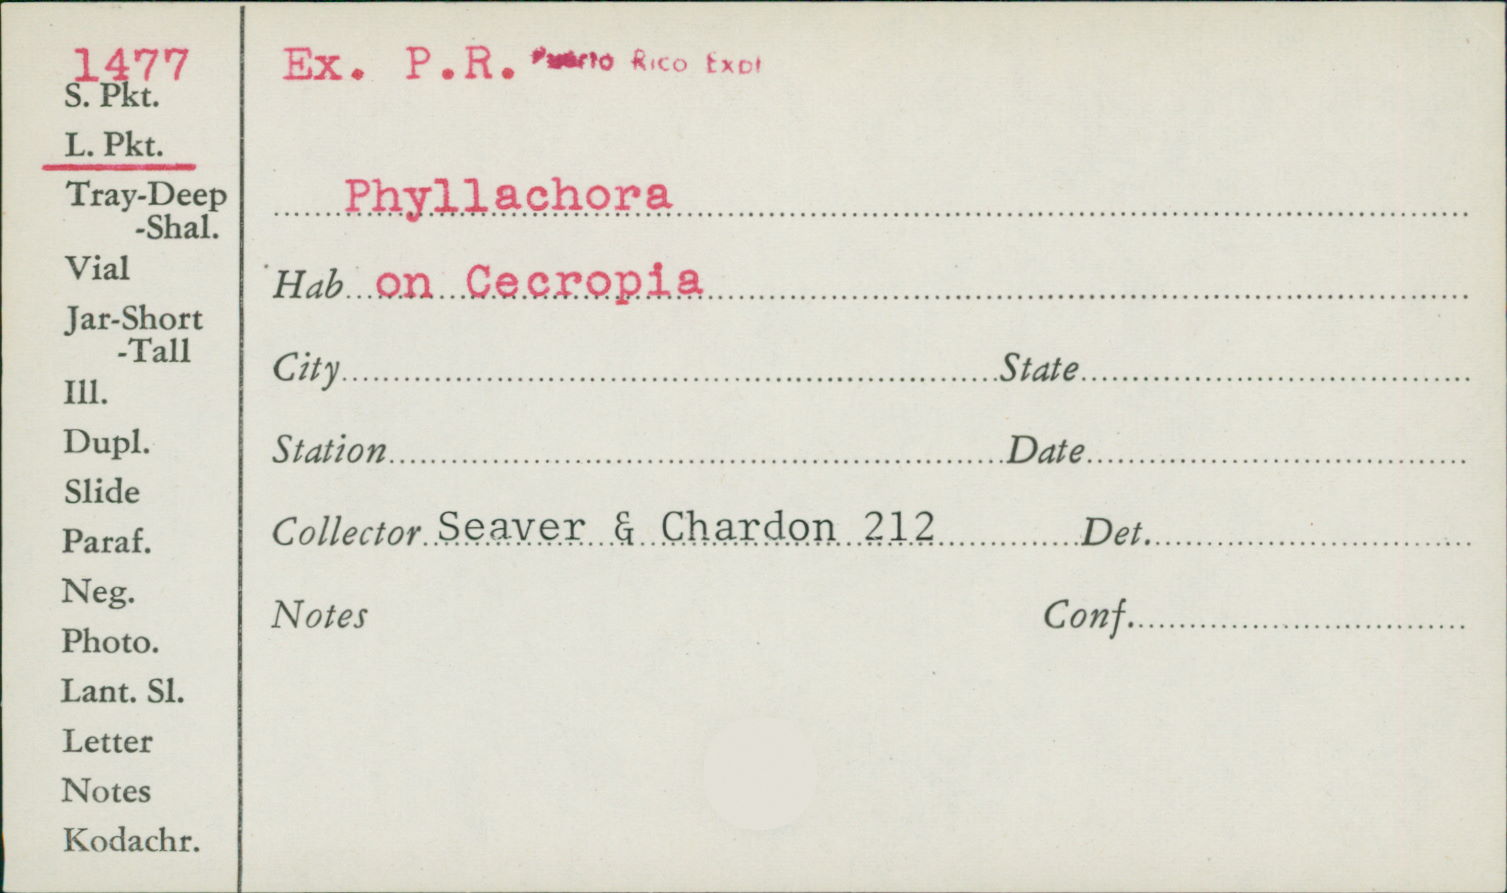 1477
S. Pkt.
L. Pkt.
Tray-Deep
-Shal.
Vial
Jar-Short
-Tall
Ill.
Dupl.
Slide
Paraf.
Neg.
Photo.
Lant. Sl.
Letter
Notes
Kodachr.
Ex. P.R. Puerto Rico Expl
Phyllachora
Hab on Cecropia
City State
Station Date
Collector Seaver & Chardon 212 Det.
Notes Conf.